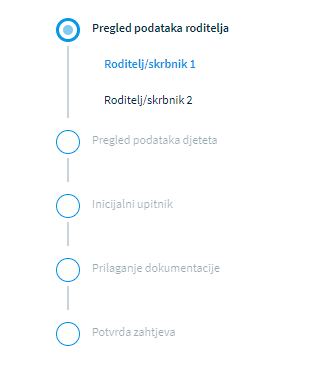 Pregled podataka roditelja
Roditelj/skrbnik 1
Roditelj/skrbnik 2
Pregled podataka djeteta
Inicijalni upitnik
Prilaganje dokumentacije
Potvrda zahtjeva